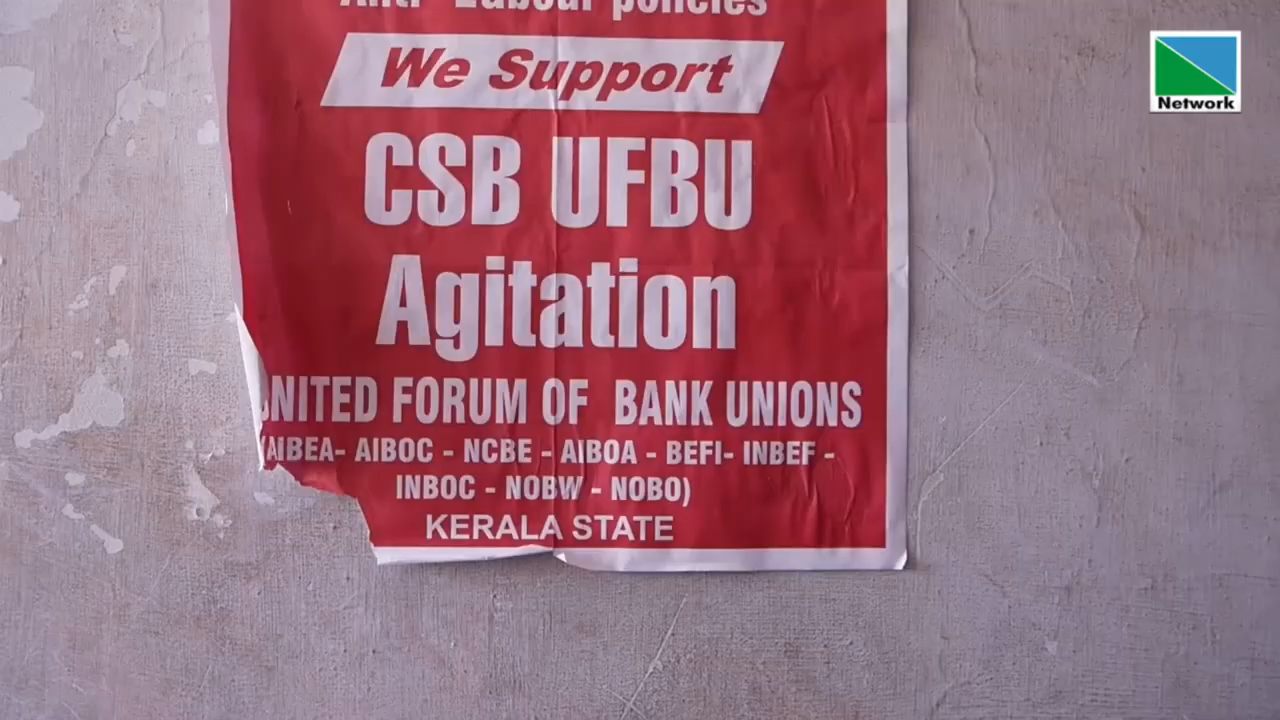 Anti- Labour policies
We Support
CSB UFBU
Agitation
UNITED FORUM OF BANK UNIONS
(AIBEA- AIBOC - NCBE - AIBOA - BEFI- INBEF -
INBOC - NOBW - NOBO)
KERALA STATE
Network